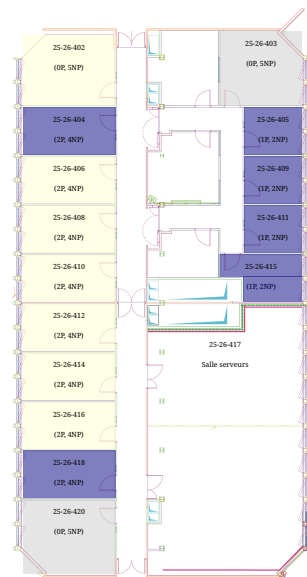 25-26-402
(0P, 5NP)
25-26-403
(0P, 5NP)
25-26-404
(2P, 4NP)
25-26-405
(1P, 2NP)
25-26-406
(2P, 4NP)
25-26-409
(1P, 2NP)
25-26-408
(2P, 4NP)
25-26-411
(1P, 2NP)
25-26-410
(2P, 4NP)
25-26-415
(1P, 2NP)
25-26-412
(2P, 4NP)
25-26-417
Salle serveurs
25-26-414
(2P, 4NP)
25-26-416
(2P, 4NP)
25-26-418
(2P, 4NP)
25-26-420
(0P, 5NP)